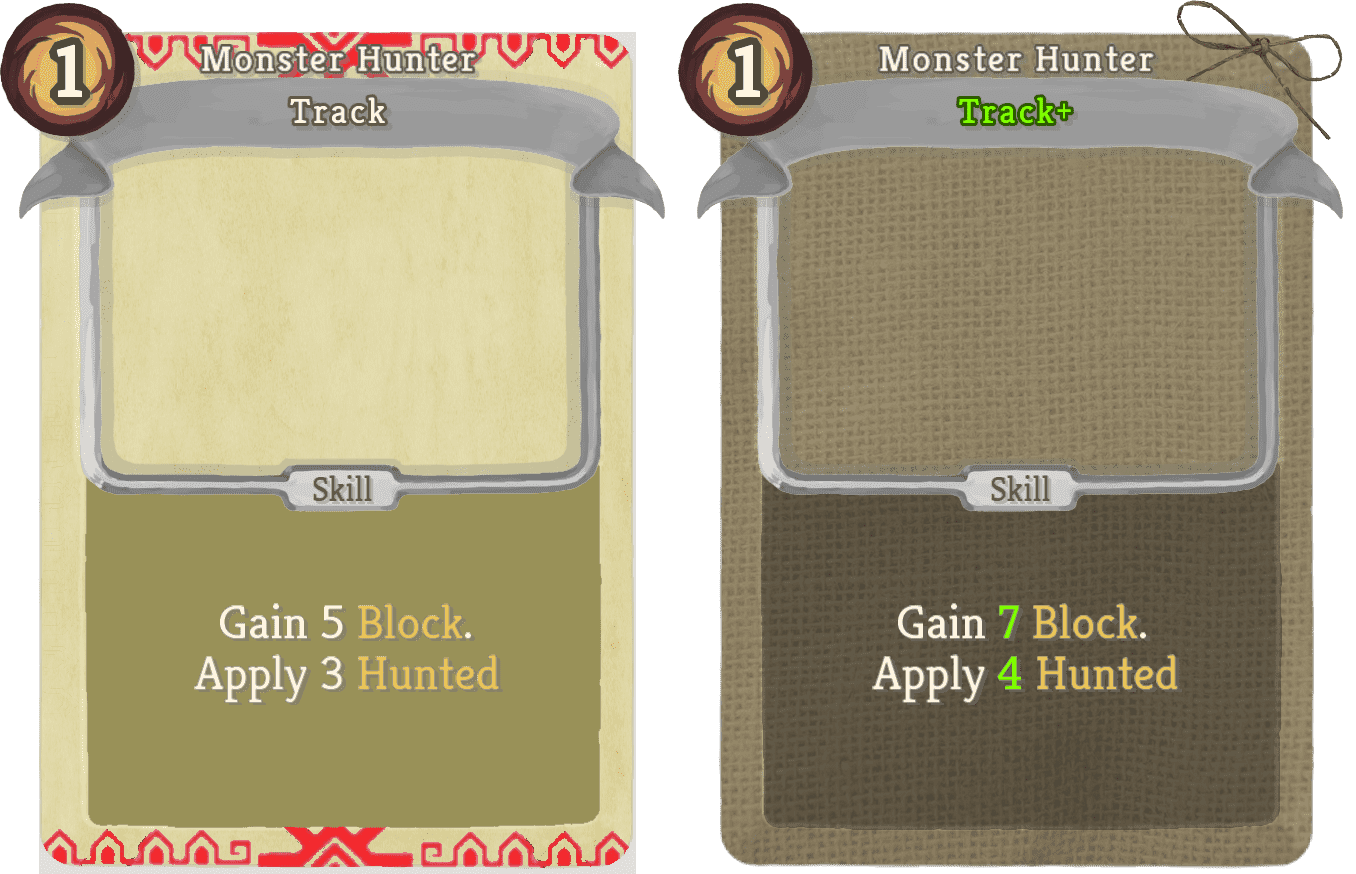 1
Monster Hunter
Track
Skill
Gain 5 Block.
Apply 3 Hunted
1
Monster Hunter
Track+
Skill
Gain 7 Block.
Apply 4 Hunted